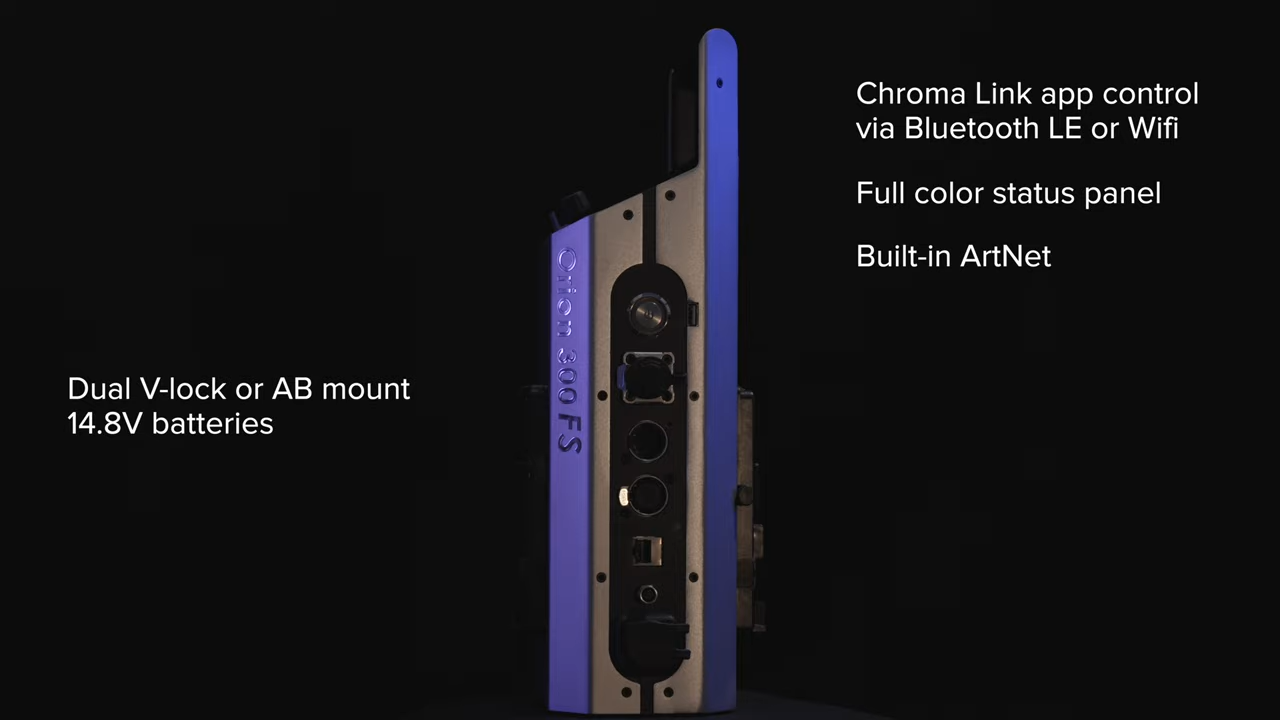 Chroma Link app control
via Bluetooth LE or Wifi
Full color status panel
Built-in ArtNet
Orion 300 FS
Dual V-lock or AB mount
14.8V batteries